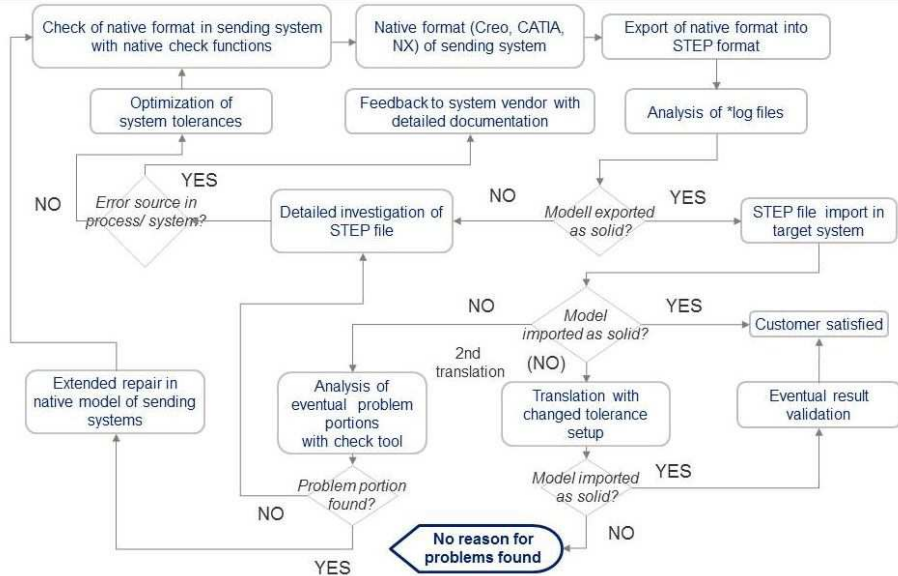 Check of native format in sending system
with native check functions
Native format (Creo, CATIA,
NX) of sending system
Export of native format into
STEP format
Optimization of
system tolerances
Feedback to system vendor with
detailed documentation
Analysis of *log files
NO
YES
Error source in
process/ system?
Detailed investigation of
STEP file
NO
Modell exported
as solid?
YES
STEP file import in
target system
NO
Model
imported as solid?
YES
Customer satisfied
2nd
translation
(NO)
Extended repair in
native model of sending
systems
Analysis of
eventual problem
portions
with check tool
Translation with
changed tolerance
setup
Eventual result
validation
Problem portion
found?
Model imported
as solid?
YES
NO
NO
No reason for
problems found
YES